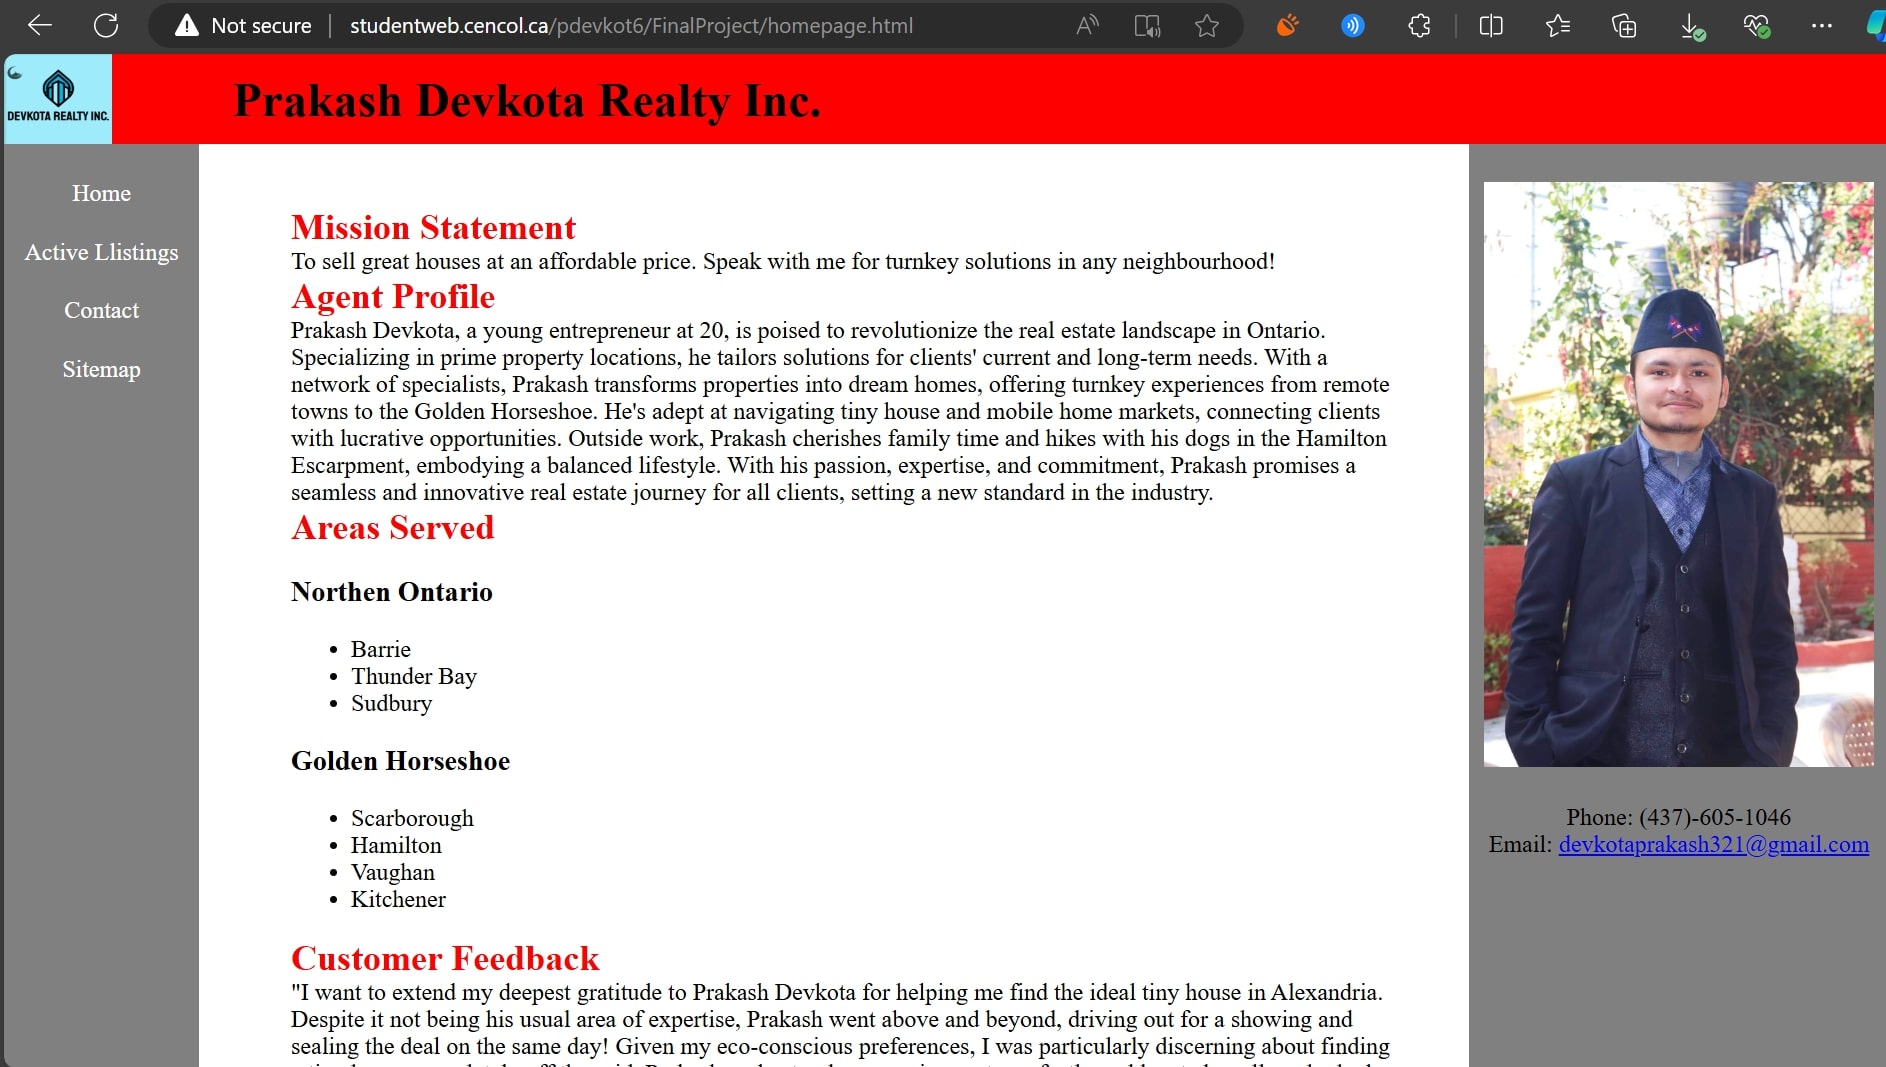 Not secure
studentweb.cencol.ca/pdevkot6/FinalProject/homepage.html
DEVKOTA REALTY INC.
Prakash Devkota Realty Inc.
Home
Active Llistings
Contact
Sitemap
Mission Statement
To sell great houses at an affordable price. Speak with me for turnkey solutions in any neighbourhood!
Agent Profile
Prakash Devkota, a young entrepreneur at 20, is poised to revolutionize the real estate landscape in Ontario.
Specializing in prime property locations, he tailors solutions for clients' current and long-term needs. With a
network of specialists, Prakash transforms properties into dream homes, offering turnkey experiences from remote
towns to the Golden Horseshoe. He's adept at navigating tiny house and mobile home markets, connecting clients
with lucrative opportunities. Outside work, Prakash cherishes family time and hikes with his dogs in the Hamilton
Escarpment, embodying a balanced lifestyle. With his passion, expertise, and commitment, Prakash promises a
seamless and innovative real estate journey for all clients, setting a new standard in the industry.
Areas Served
Northen Ontario
• Barrie
• Thunder Bay
• Sudbury
Golden Horseshoe
• Scarborough
• Hamilton
• Vaughan
• Kitchener
Customer Feedback
"I want to extend my deepest gratitude to Prakash Devkota for helping me find the ideal tiny house in Alexandria.
Despite it not being his usual area of expertise, Prakash went above and beyond, driving out for a showing and
sealing the deal on the same day! Given my eco-conscious preferences, I was particularly discerning about finding
Phone: (437)-605-1046
Email: devkotaprakash321@gmail.com